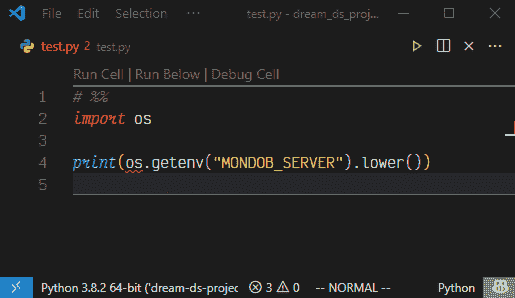 File Edit Selection ··· test.py - dream_ds_proj...
test.py 2 test.py
Run Cell | Run Below | Debug Cell
1 # %%
2 import os
3
4 print(os.getenv("MONDOB_SERVER").lower())
5
Python 3.8.2 64-bit ('dream-ds-projec 3 0 -- NORMAL -- Python